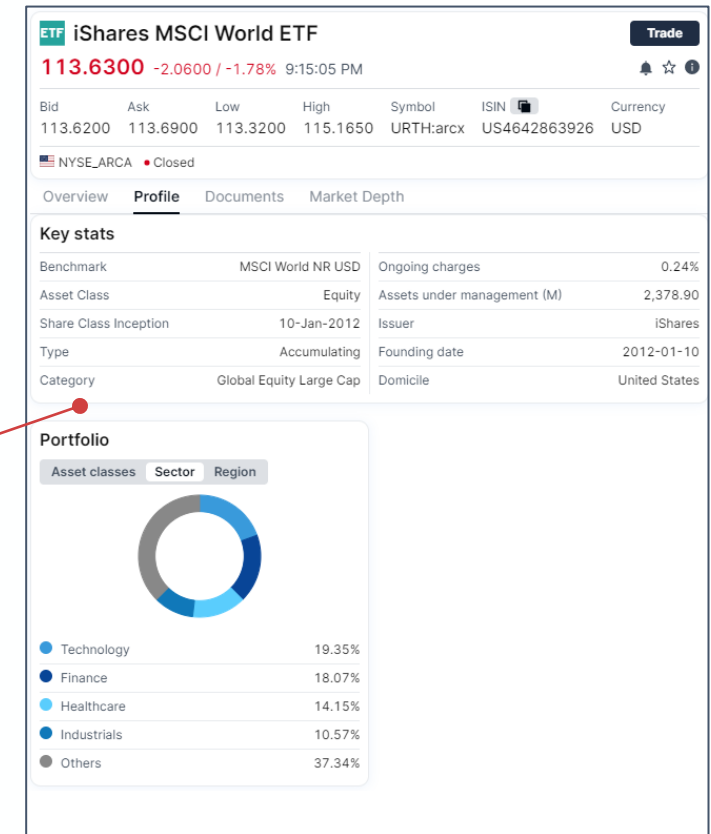 ETF iShares MSCI World ETF Trade
113.6300 -2.0600 / -1.78% 9:15:05 PM
Bid Ask Low High Symbol ISIN Currency
113.6200 113.6900 113.3200 115.1650 URTH:arcx US4642863926 USD
NYSE_ARCA • Closed
Overview Profile Documents Market Depth
Key stats
Benchmark MSCI World NR USD Ongoing charges 0.24%
Asset Class Equity Assets under management (M) 2,378.90
Share Class Inception 10-Jan-2012 Issuer iShares
Type Accumulating Founding date 2012-01-10
Category Global Equity Large Cap Domicile United States
Portfolio
Asset classes Sector Region
Technology 19.35%
Finance 18.07%
Healthcare 14.15%
Industrials 10.57%
Others 37.34%